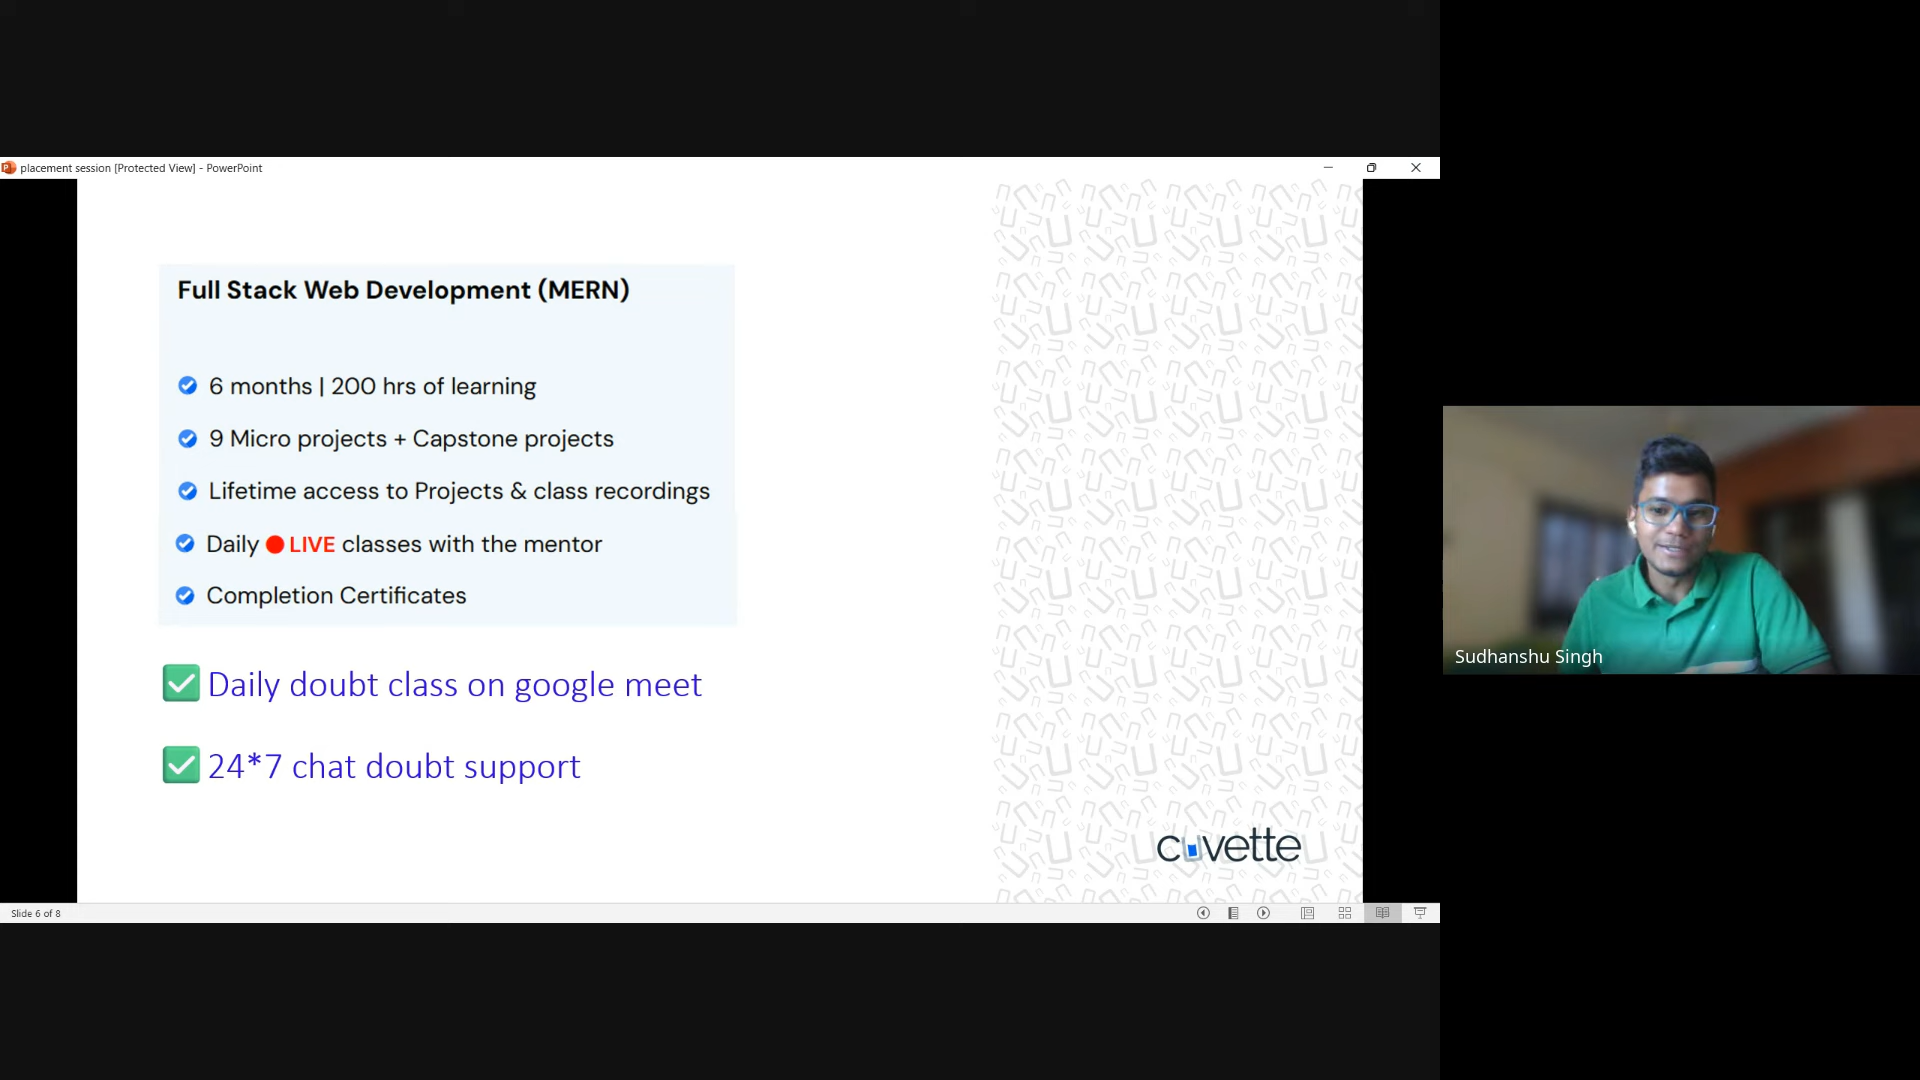 placement session [Protected View] - PowerPoint
Full Stack Web Development (MERN)
6 months | 200 hrs of learning
9 Micro projects + Capstone projects
Lifetime access to Projects & class recordings
Daily 🔴 LIVE classes with the mentor
Completion Certificates
✅ Daily doubt class on google meet
✅ 24*7 chat doubt support
cuvette
Slide 6 of 8
Sudhanshu Singh